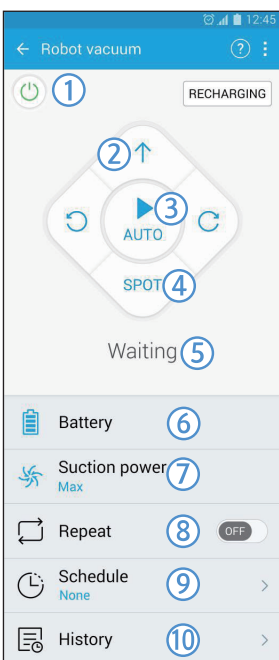 12:45
Robot vacuum ?
①
RECHARGING
②
③
AUTO
SPOT ④
Waiting ⑤
Battery ⑥
Suction power ⑦
Max
Repeat ⑧ OFF
Schedule ⑨
None
History ⑩